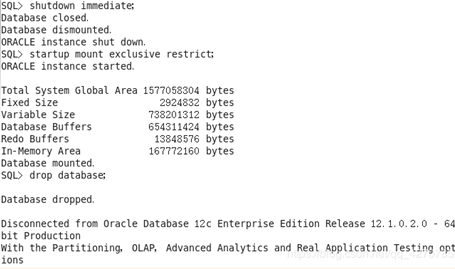 SQL> shutdown immediate;
Database closed.
Database dismounted.
ORACLE instance shut down.
SQL> startup mount exclusive restrict;
ORACLE instance started.
Total System Global Area 1577058304 bytes
Fixed Size 2924832 bytes
Variable Size 738201312 bytes
Database Buffers 654311424 bytes
Redo Buffers 13848576 bytes
In-Memory Area 167772160 bytes
Database mounted.
SQL> drop database;
Database dropped.
Disconnected from Oracle Database 12c Enterprise Edition Release 12.1.0.2.0 - 64
bit Production
With the Partitioning, OLAP, Advanced Analytics and Real Application Testing opt
ions